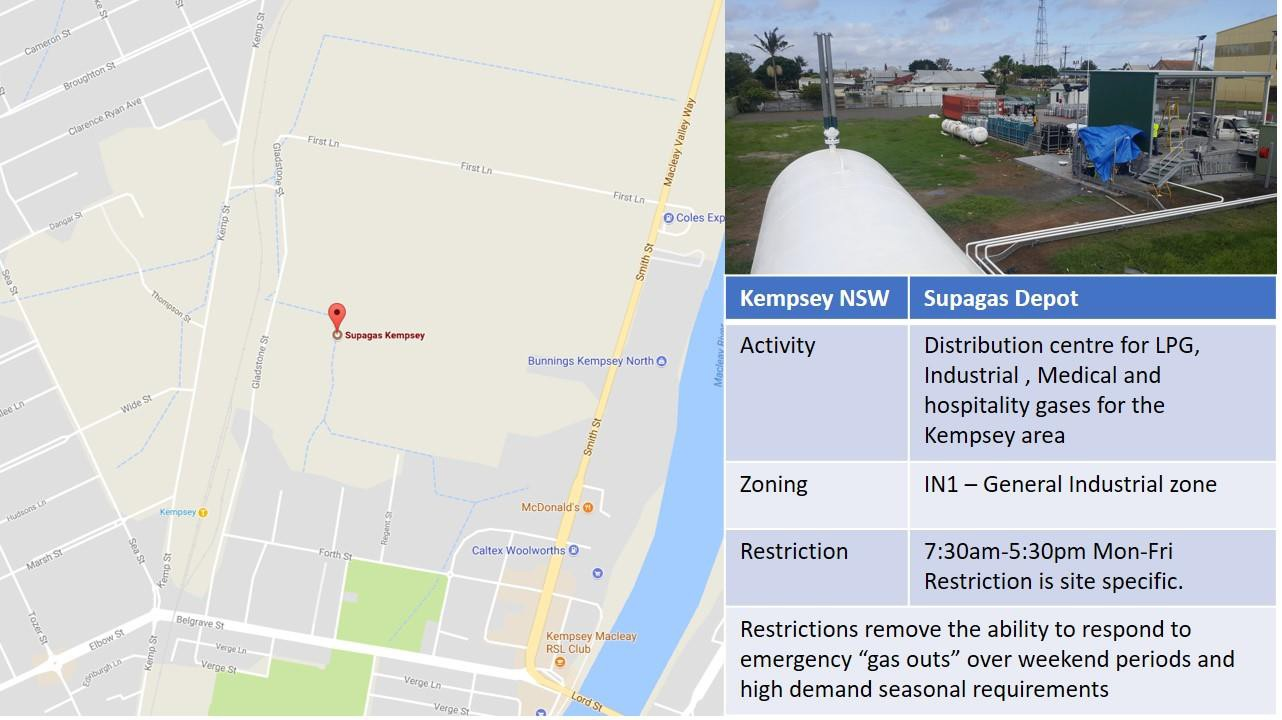 Cameron St
Broughton St
Clarence Ryan Ave
Kemp St
Macleay Valley Way
First Ln
First Ln
First Ln
Gladstone St
Coles Exp
Dangar St
Kemp St
Sea St
Thompson St
Smith St
Supagas Kempsey
Gladstone St
Bunnings Kempsey North
Macleay River
Wide St
Smith St
Hudsons Ln
Kempsey
McDonald's
Regent St
Caltex Woolworths
Forth St
Marsh St
Sea St
Kemp St
Tozer St
Belgrave St
Elbow St
Verge Ln
Kempsey Macleay
RSL Club
Kemp St
Edinburgh Ln
Verge St
Verge Ln
Lord St
Kempsey NSW Supagas Depot
Activity Distribution centre for LPG,
Industrial , Medical and
hospitality gases for the
Kempsey area
Zoning IN1 – General Industrial zone
Restriction 7:30am-5:30pm Mon-Fri
Restriction is site specific.
Restrictions remove the ability to respond to
emergency “gas outs” over weekend periods and
high demand seasonal requirements